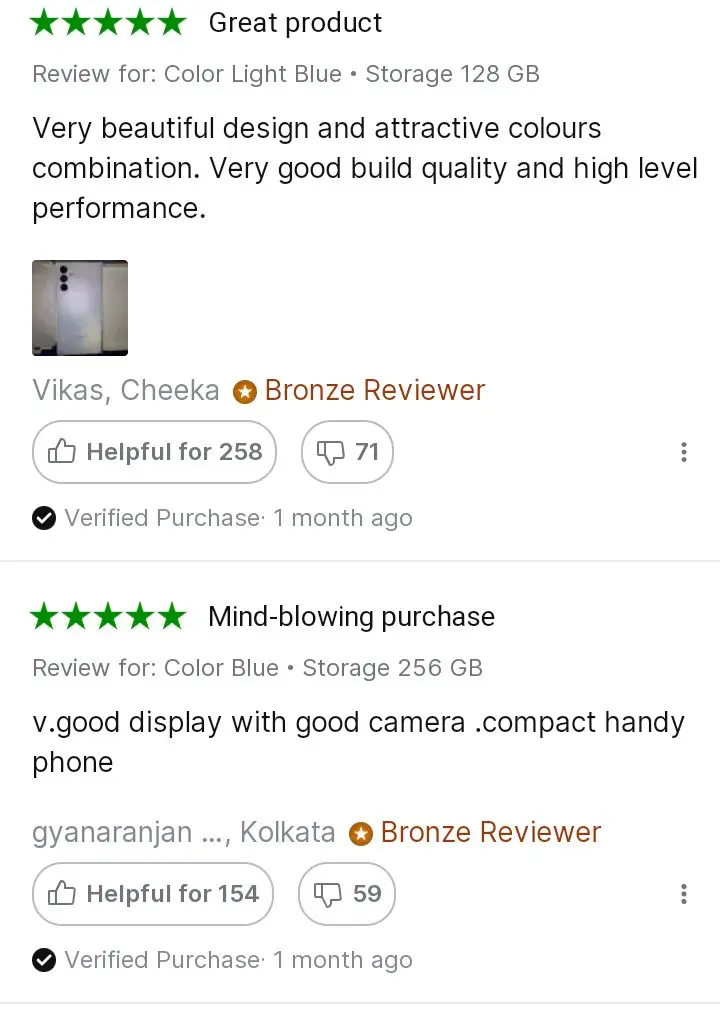 Great product
Review for: Color Light Blue • Storage 128 GB
Very beautiful design and attractive colours
combination. Very good build quality and high level
performance.
Vikas, Cheeka Bronze Reviewer
Helpful for 258 71
Verified Purchase· 1 month ago
Mind-blowing purchase
Review for: Color Blue • Storage 256 GB
v.good display with good camera .compact handy
phone
gyanaranjan ..., Kolkata Bronze Reviewer
Helpful for 154 59
Verified Purchase· 1 month ago